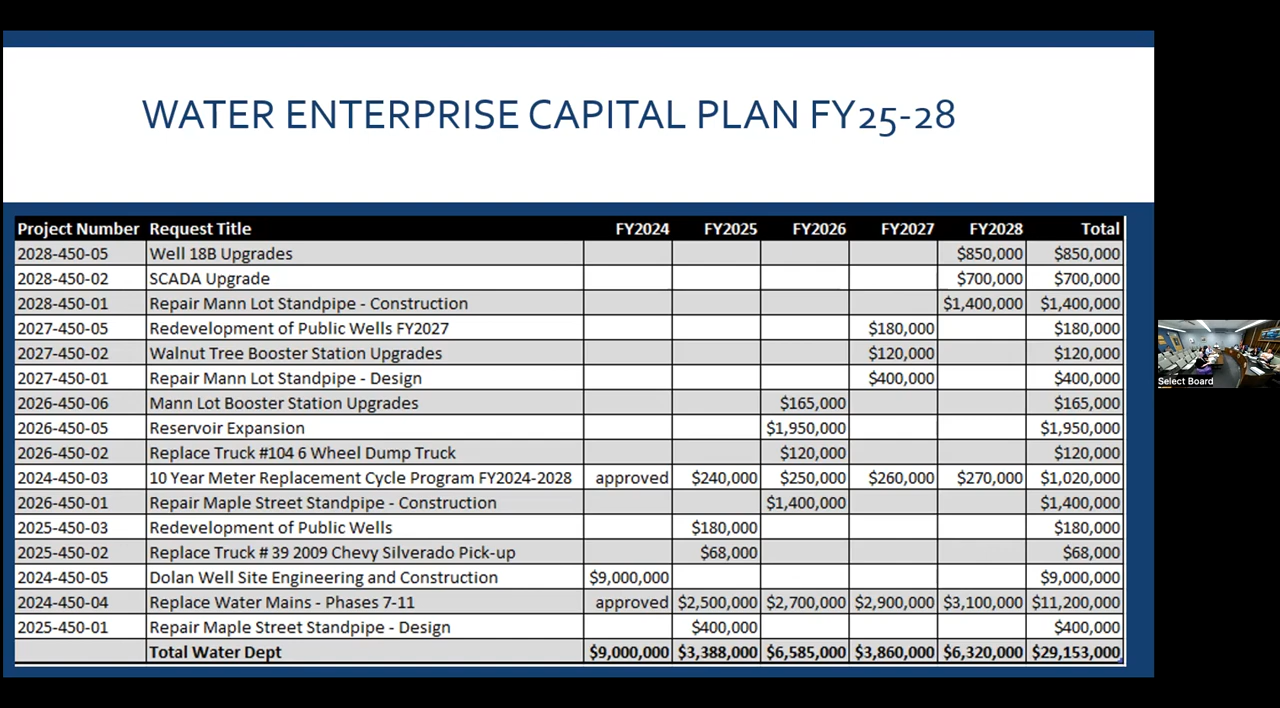 WATER ENTERPRISE CAPITAL PLAN FY25-28
Project Number Request Title FY2024 FY2025 FY2026 FY2027 FY2028 Total
2028-450-05 Well 18B Upgrades $850,000 $850,000
2028-450-02 SCADA Upgrade $700,000 $700,000
2028-450-01 Repair Mann Lot Standpipe - Construction $1,400,000 $1,400,000
2027-450-05 Redevelopment of Public Wells FY2027 $180,000 $180,000
2027-450-02 Walnut Tree Booster Station Upgrades $120,000 $120,000
2027-450-01 Repair Mann Lot Standpipe - Design $400,000 $400,000
2026-450-06 Mann Lot Booster Station Upgrades $165,000 $165,000
2026-450-05 Reservoir Expansion $1,950,000 $1,950,000
2026-450-02 Replace Truck #104 6 Wheel Dump Truck $120,000 $120,000
2024-450-03 10 Year Meter Replacement Cycle Program FY2024-2028 approved $240,000 $250,000 $260,000 $270,000 $1,020,000
2026-450-01 Repair Maple Street Standpipe - Construction $1,400,000 $1,400,000
2025-450-03 Redevelopment of Public Wells $180,000 $180,000
2025-450-02 Replace Truck # 39 2009 Chevy Silverado Pick-up $68,000 $68,000
2024-450-05 Dolan Well Site Engineering and Construction $9,000,000 $9,000,000
2024-450-04 Replace Water Mains - Phases 7-11 approved $2,500,000 $2,700,000 $2,900,000 $3,100,000 $11,200,000
2025-450-01 Repair Maple Street Standpipe - Design $400,000 $400,000
Total Water Dept $9,000,000 $3,388,000 $6,585,000 $3,860,000 $6,320,000 $29,153,000
Select Board